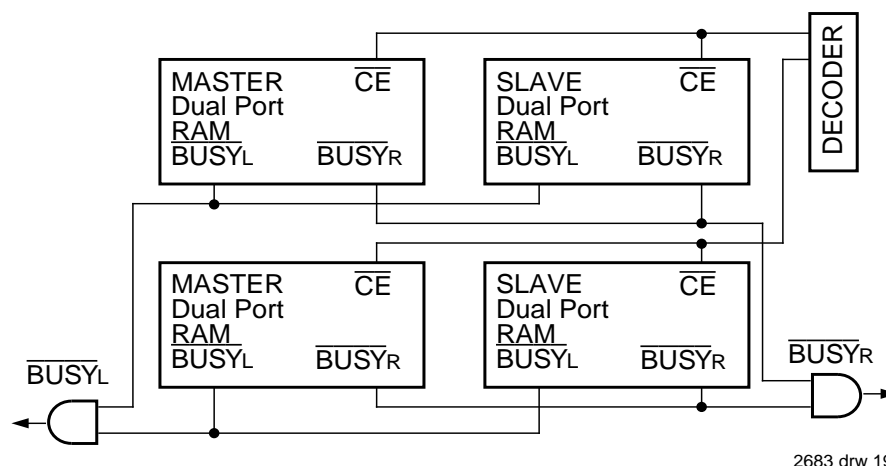 MASTER
Dual Port
RAM
BUSYL
CE
BUSYR
SLAVE
Dual Port
RAM
BUSYL
CE
BUSYR
DECODER
MASTER
Dual Port
RAM
BUSYL
CE
BUSYR
SLAVE
Dual Port
RAM
BUSYL
CE
BUSYR
BUSYL
BUSYR
2683 drw 19